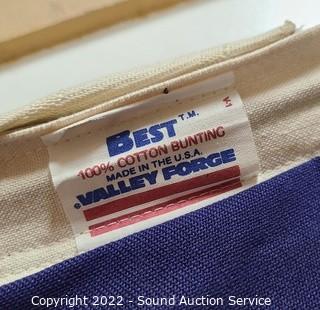 BEST T.M.
100% COTTON BUNTING
MADE IN THE U.S.A.
®VALLEY FORGE
Copyright 2022 - Sound Auction Service